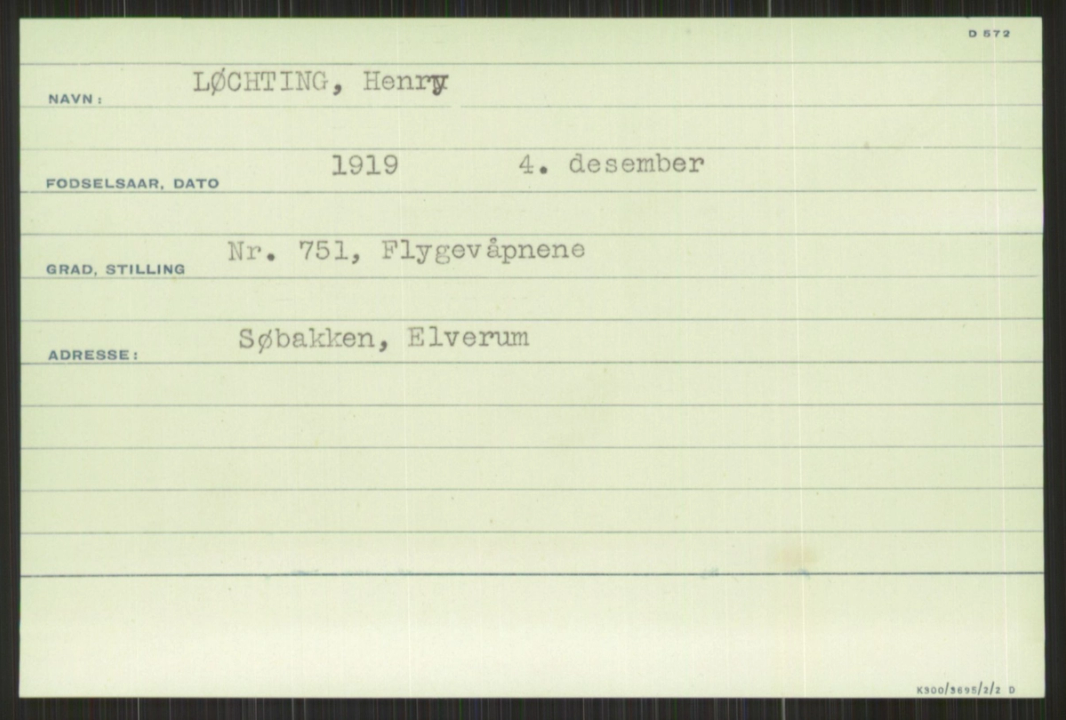 D 572
NAVN: LØCHTING, Henry
FODSELSAAR, DATO 1919 4. desember
GRAD, STILLING Nr. 751, Flygevåpnene
ADRESSE: Søbakken, Elverum
K300/3695/2/2 D